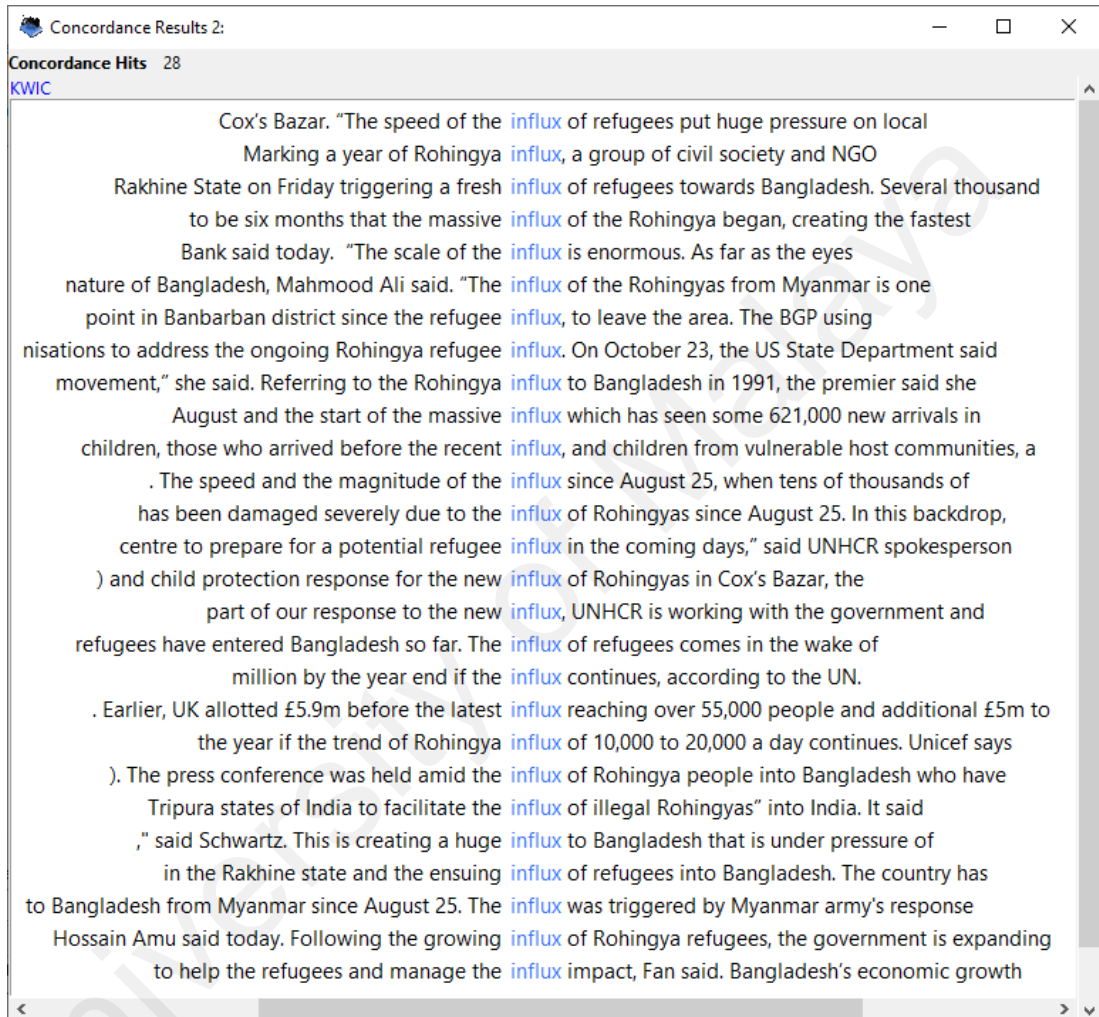 Concordance Results 2:
Concordance Hits 28
KWIC
Cox's Bazar. “The speed of the influx of refugees put huge pressure on local
Marking a year of Rohingya influx, a group of civil society and NGO
Rakhine State on Friday triggering a fresh influx of refugees towards Bangladesh. Several thousand
to be six months that the massive influx of the Rohingya began, creating the fastest
Bank said today. “The scale of the influx is enormous. As far as the eyes
nature of Bangladesh, Mahmood Ali said. “The influx of the Rohingyas from Myanmar is one
point in Banbarban district since the refugee influx, to leave the area. The BGP using
nisations to address the ongoing Rohingya refugee influx. On October 23, the US State Department said
movement,” she said. Referring to the Rohingya influx to Bangladesh in 1991, the premier said she
August and the start of the massive influx which has seen some 621,000 new arrivals in
children, those who arrived before the recent influx, and children from vulnerable host communities, a
. The speed and the magnitude of the influx since August 25, when tens of thousands of
has been damaged severely due to the influx of Rohingyas since August 25. In this backdrop,
centre to prepare for a potential refugee influx in the coming days,” said UNHCR spokesperson
) and child protection response for the new influx of Rohingyas in Cox's Bazar, the
part of our response to the new influx, UNHCR is working with the government and
refugees have entered Bangladesh so far. The influx of refugees comes in the wake of
million by the year end if the influx continues, according to the UN.
. Earlier, UK allotted £5.9m before the latest influx reaching over 55,000 people and additional £5m to
the year if the trend of Rohingya influx of 10,000 to 20,000 a day continues. Unicef says
). The press conference was held amid the influx of Rohingya people into Bangladesh who have
Tripura states of India to facilitate the influx of illegal Rohingyas” into India. It said
," said Schwartz. This is creating a huge influx to Bangladesh that is under pressure of
in the Rakhine state and the ensuing influx of refugees into Bangladesh. The country has
to Bangladesh from Myanmar since August 25. The influx was triggered by Myanmar army's response
Hossain Amu said today. Following the growing influx of Rohingya refugees, the government is expanding
to help the refugees and manage the influx impact, Fan said. Bangladesh's economic growth
University of Malaya